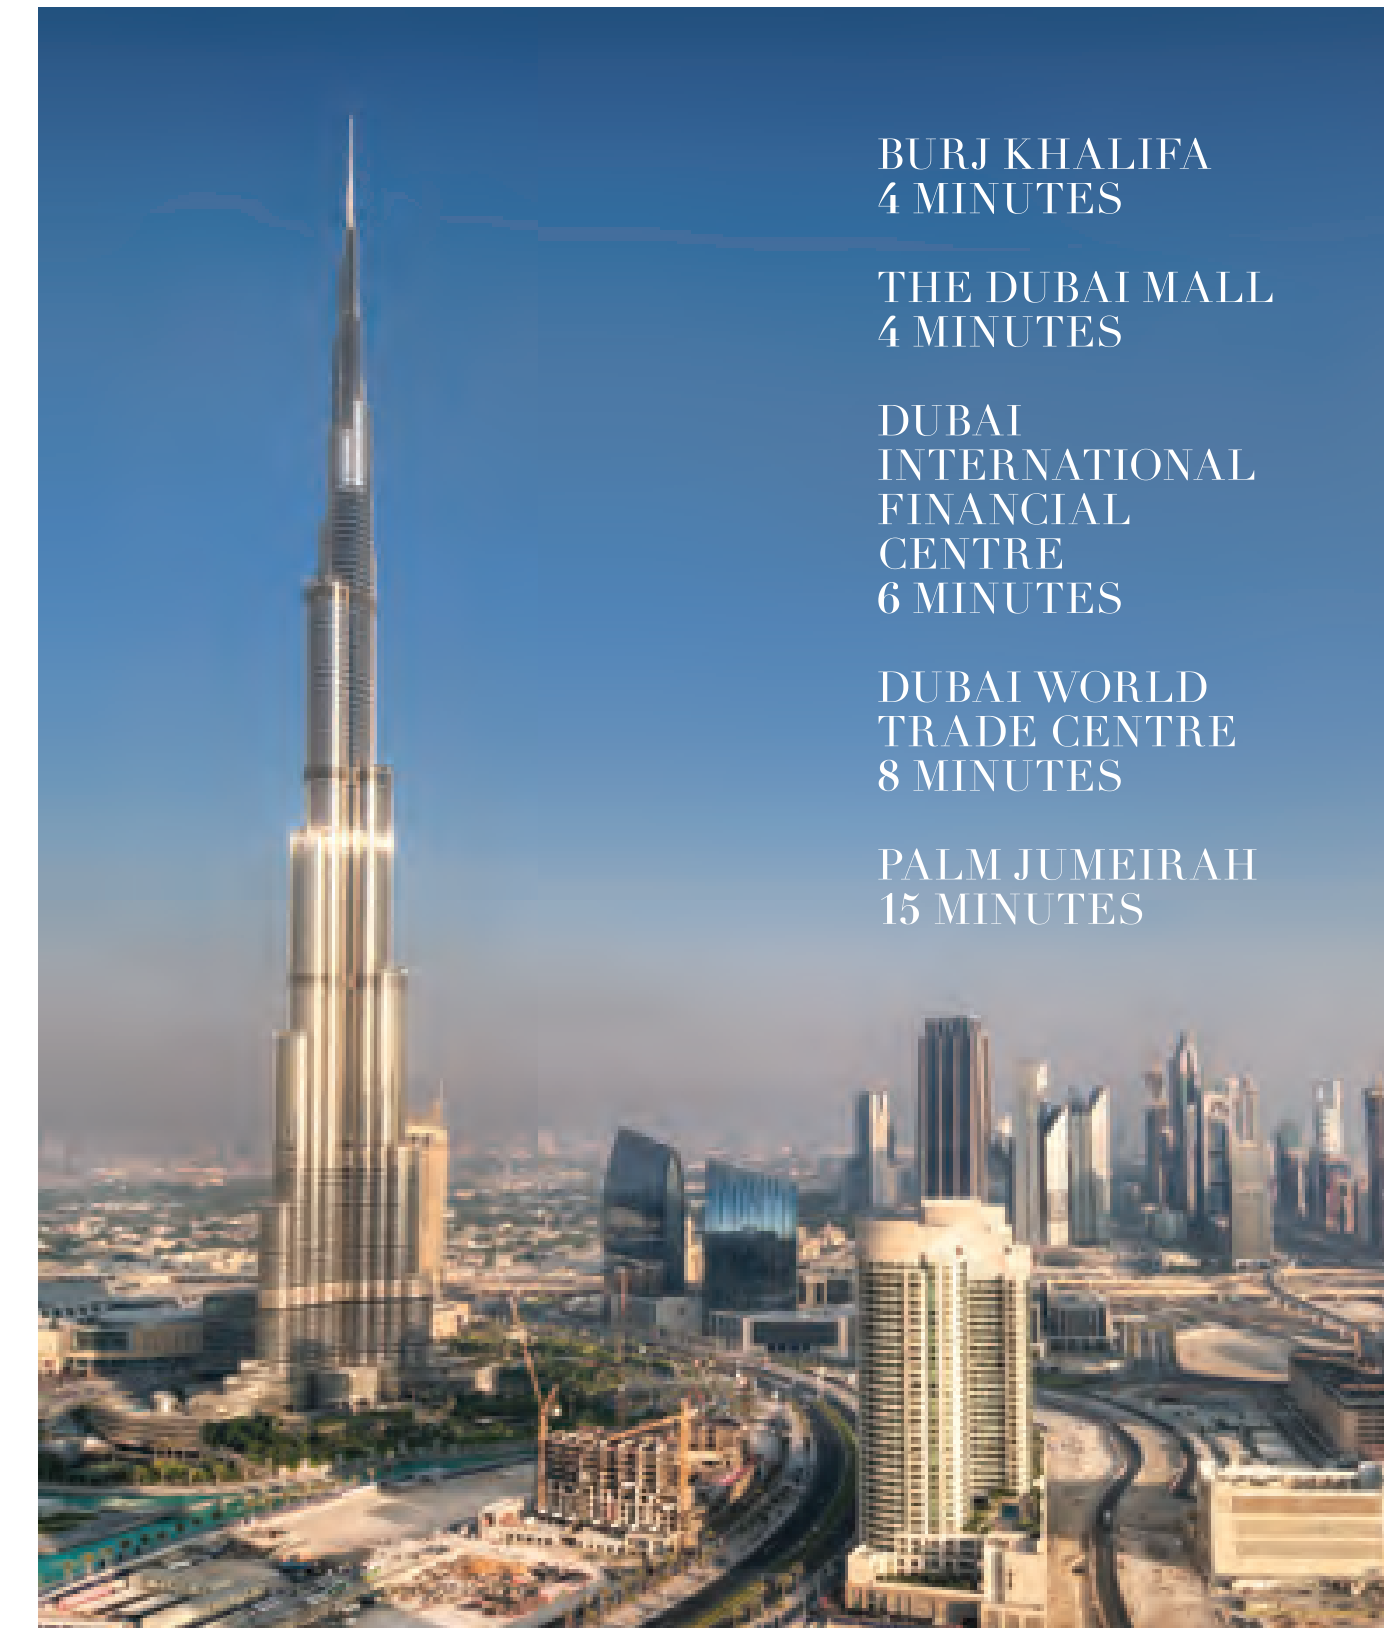 BURJ KHALIFA
4 MINUTES
THE DUBAI MALL
4 MINUTES
DUBAI
INTERNATIONAL
FINANCIAL
CENTRE
6 MINUTES
DUBAI WORLD
TRADE CENTRE
8 MINUTES
PALM JUMEIRAH
15 MINUTES